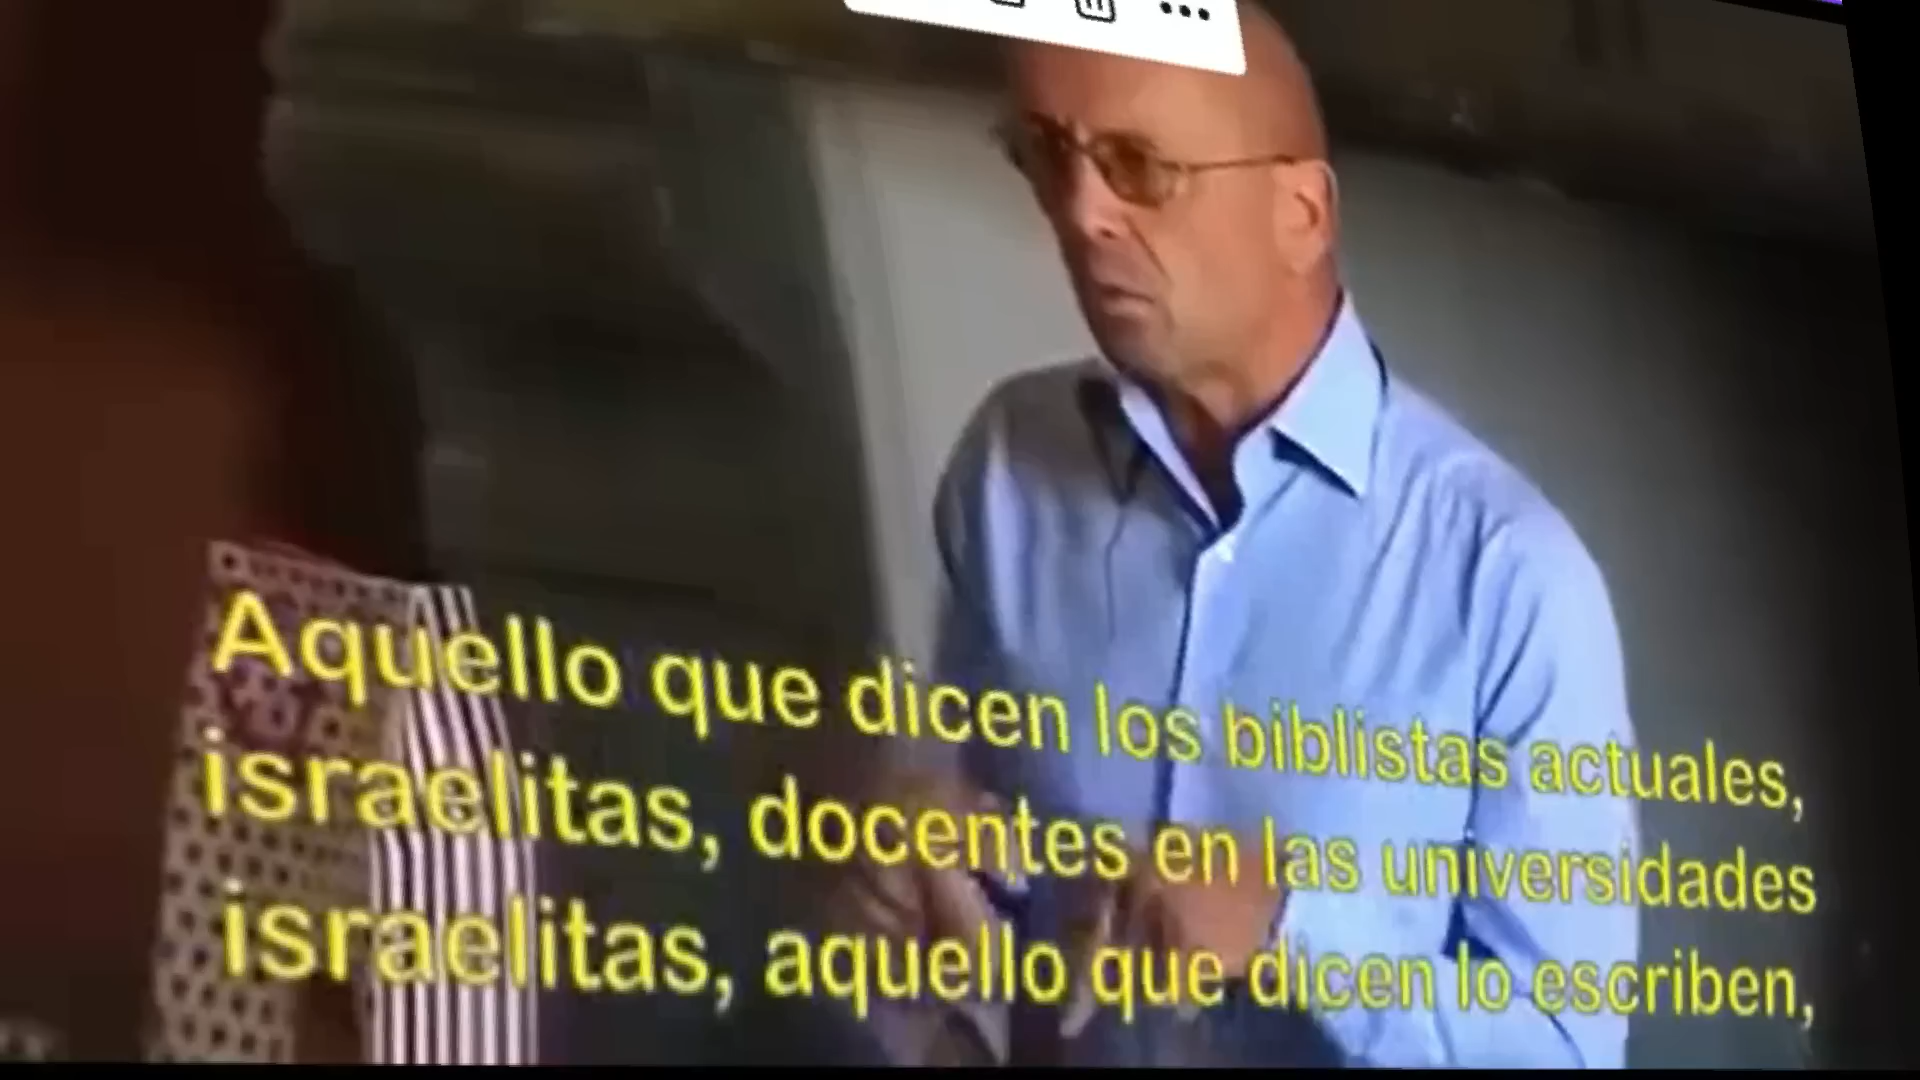 Aquello que dicen los biblistas actuales,
israelitas, docentes en las universidades
israelitas, aquello que dicen lo escriben,